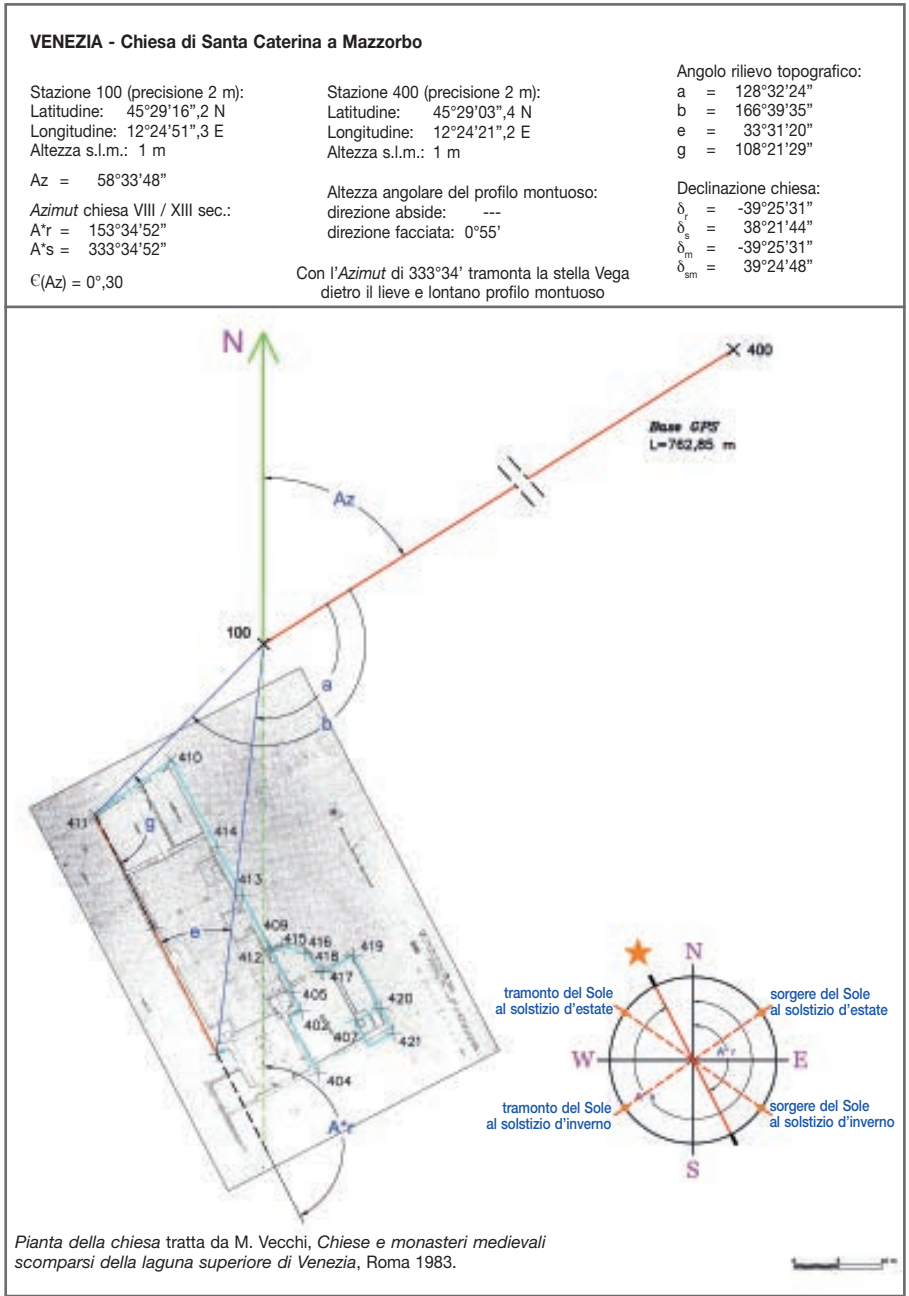 VENEZIA - Chiesa di Santa Caterina a Mazzorbo
Stazione 100 (precisione 2 m):
Latitudine: 45°29'16",2 N
Longitudine: 12°24'51",3 E
Altezza s.l.m.: 1 m
Az = 58°33'48"
Azimut chiesa VIII / XIII sec.:
A*r = 153°34'52"
A*s = 333°34'52"
Є(Az) = 0°,30
Stazione 400 (precisione 2 m):
Latitudine: 45°29'03",4 N
Longitudine: 12°24'21",2 E
Altezza s.l.m.: 1 m
Altezza angolare del profilo montuoso:
direzione abside: ---
direzione facciata: 0°55'
Con l'Azimut di 333°34' tramonta la stella Vega
dietro il lieve e lontano profilo montuoso
Angolo rilievo topografico:
a = 128°32'24"
b = 166°39'35"
e = 33°31'20"
g = 108°21'29"
Declinazione chiesa:
δr = -39°25'31"
δs = 38°21'44"
δm = -39°25'31"
δsm = 39°24'48"
N
400
Base GPS
L=762,85 m
Az
100
a
b
410
411
g
414
413
e
409
415
416
412
418
419
417
405
420
402
407
421
404
A*r
N
tramonto del Sole
al solstizio d'estate
sorgere del Sole
al solstizio d'estate
W
A*r
E
tramonto del Sole
al solstizio d'inverno
sorgere del Sole
al solstizio d'inverno
S
Pianta della chiesa tratta da M. Vecchi, Chiese e monasteri medievali
scomparsi della laguna superiore di Venezia, Roma 1983.